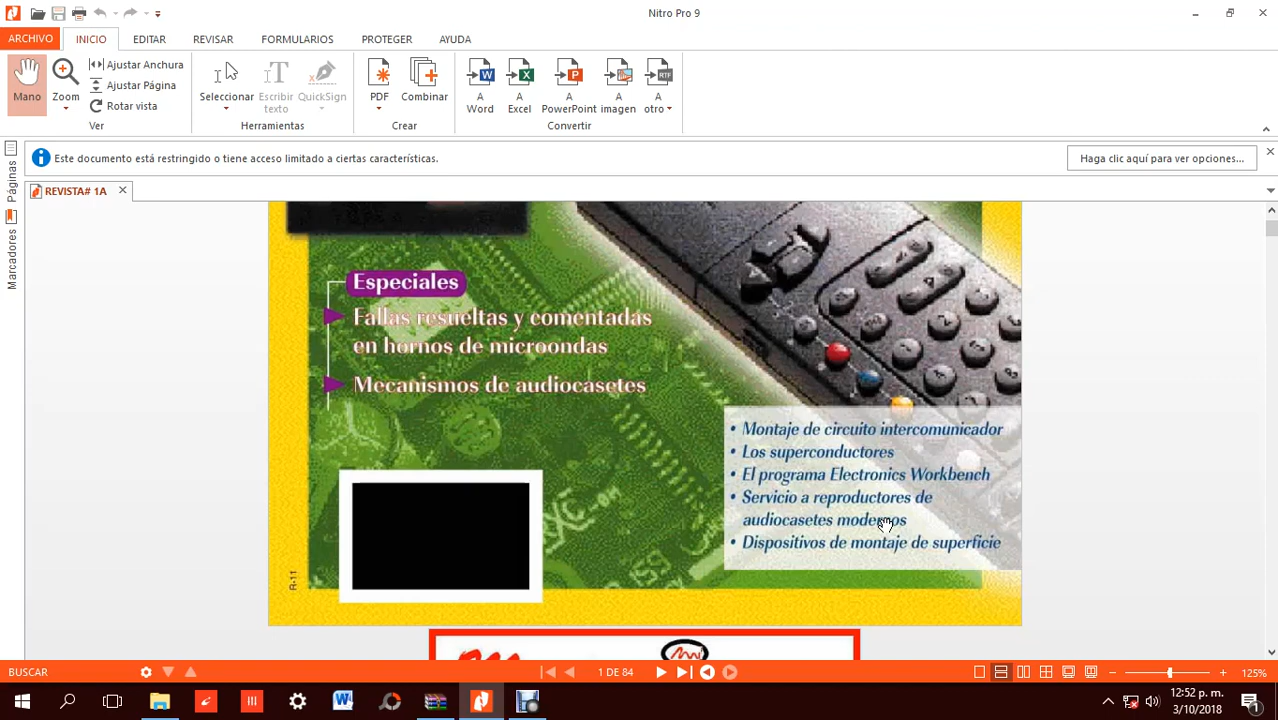 Nitro Pro 9
ARCHIVO INICIO EDITAR REVISAR FORMULARIOS PROTEGER AYUDA
Mano
Zoom
Ajustar Anchura
Ajustar Página
Rotar vista
Ver
Seleccionar
Escribir texto
QuickSign
Herramientas
PDF
Combinar
Crear
A Word
A Excel
A PowerPoint
A imagen
A otro
Convertir
Este documento está restringido o tiene acceso limitado a ciertas características.
Haga clic aquí para ver opciones...
Páginas
Marcadores
REVISTA# 1A
Especiales
Fallas resueltas y comentadas
en hornos de microondas
Mecanismos de audiocasetes
• Montaje de circuito intercomunicador
• Los superconductores
• El programa Electronics Workbench
• Servicio a reproductores de
audiocasetes modernos
• Dispositivos de montaje de superficie
R-11
BUSCAR
1 DE 84
125%
12:52 p. m.
3/10/2018